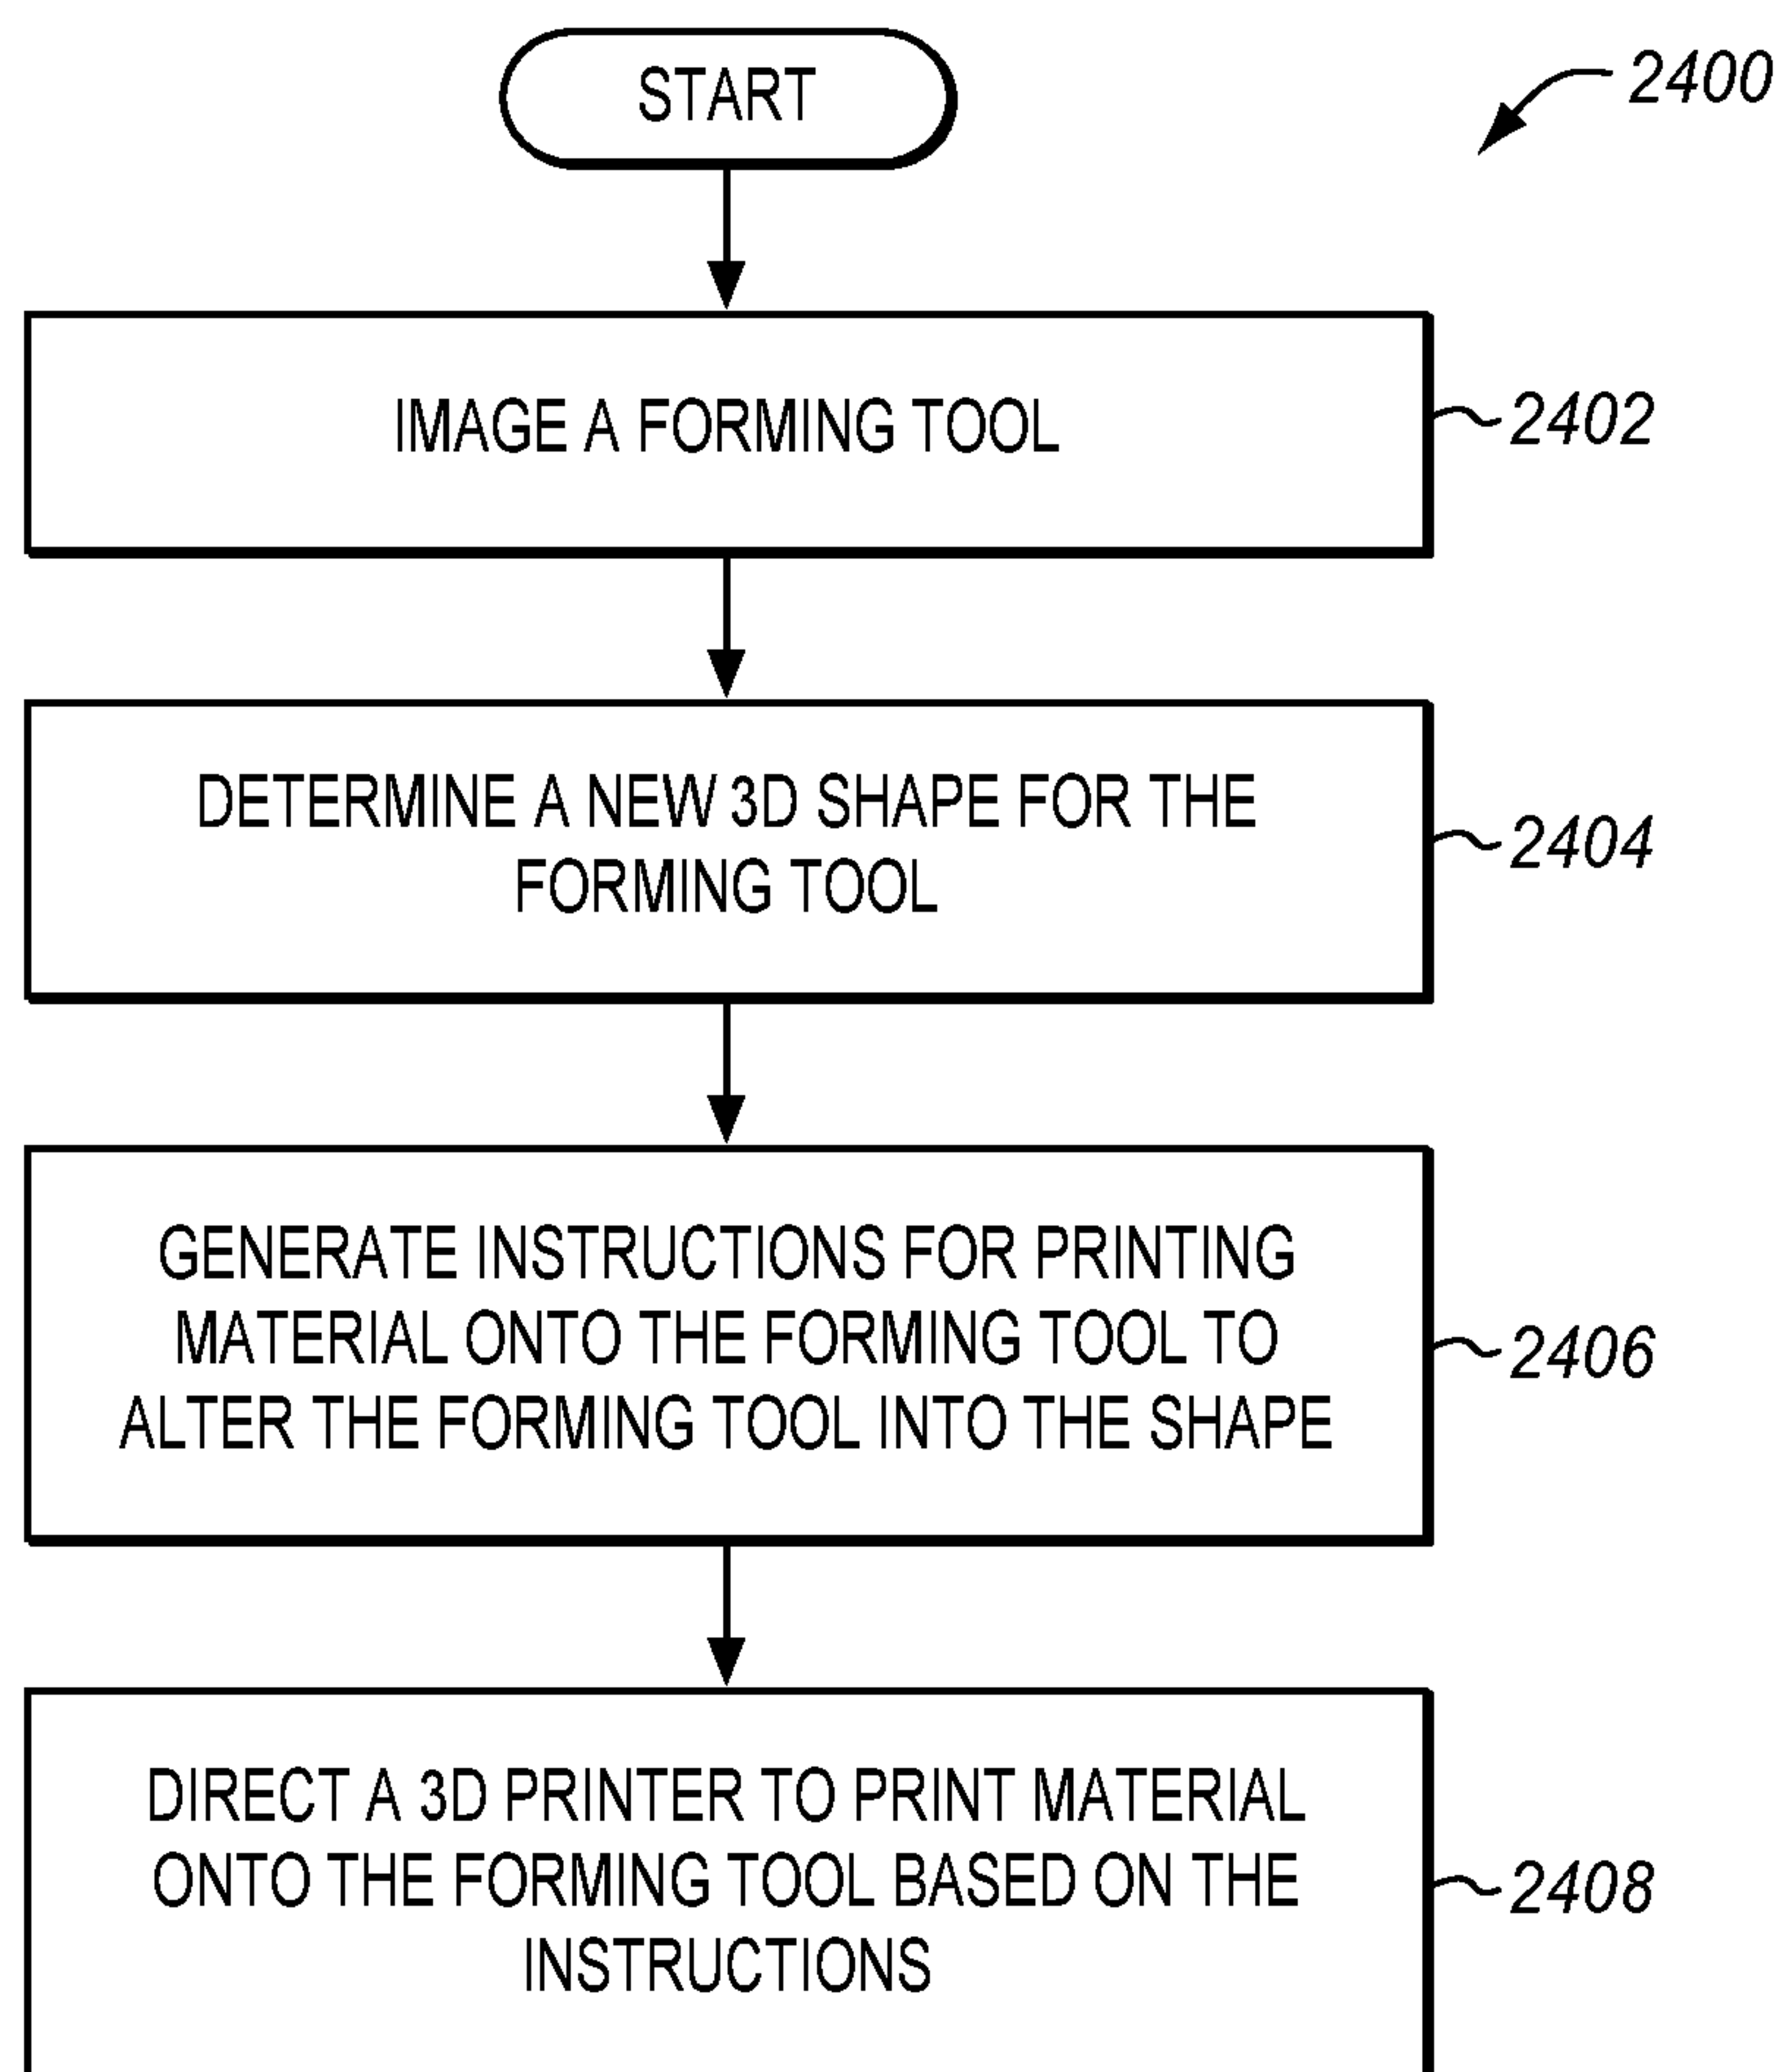 START
2400
IMAGE A FORMING TOOL
2402
DETERMINE A NEW 3D SHAPE FOR THE
FORMING TOOL
2404
GENERATE INSTRUCTIONS FOR PRINTING
MATERIAL ONTO THE FORMING TOOL TO
ALTER THE FORMING TOOL INTO THE SHAPE
2406
DIRECT A 3D PRINTER TO PRINT MATERIAL
ONTO THE FORMING TOOL BASED ON THE
INSTRUCTIONS
2408